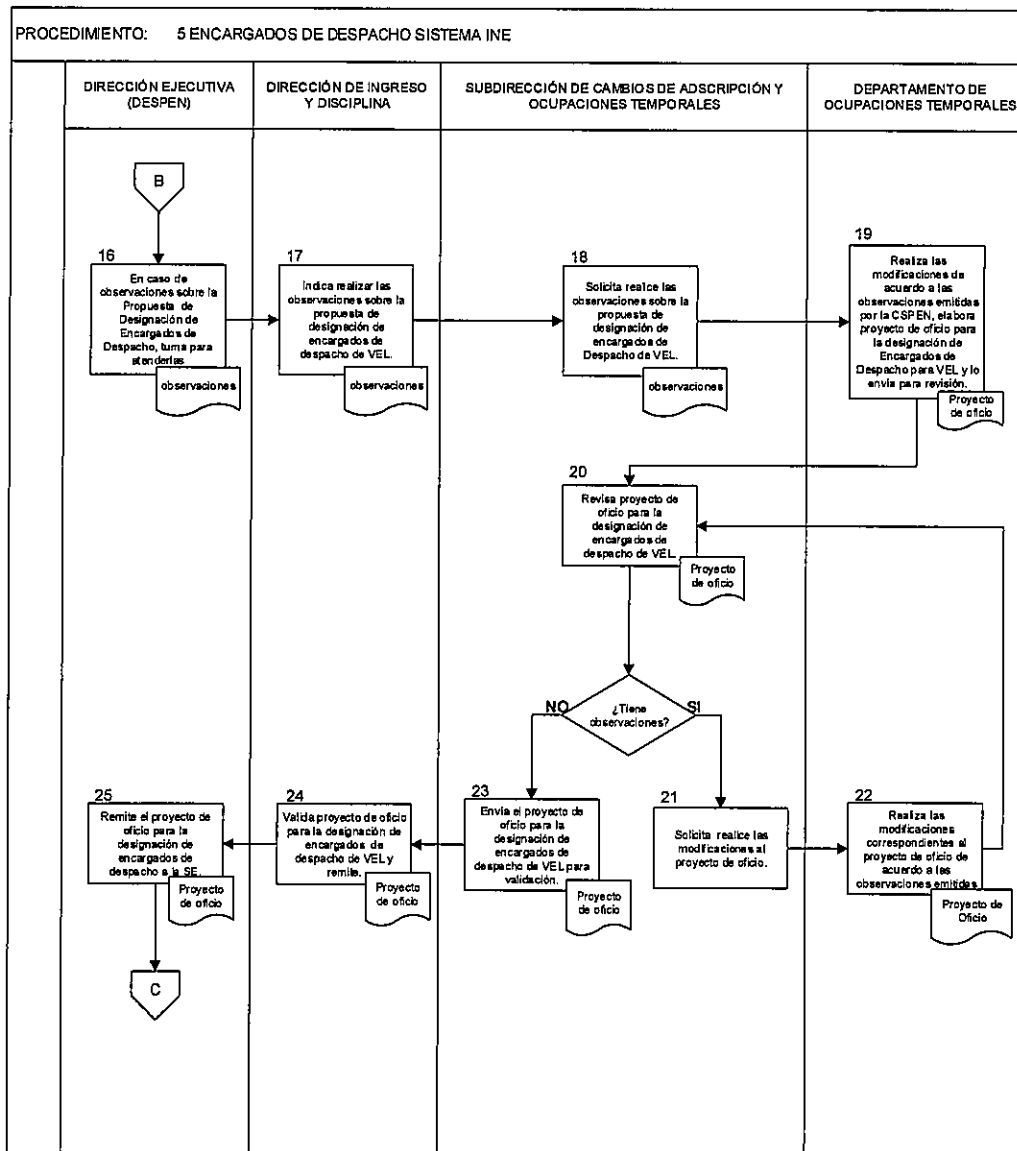 PROCEDIMIENTO: 5 ENCARGADOS DE DESPACHO SISTEMA INE
DIRECCIÓN EJECUTIVA
(DESPEN)
DIRECCIÓN DE INGRESO
Y DISCIPLINA
SUBDIRECCIÓN DE CAMBIOS DE ADSCRIPCIÓN Y
OCUPACIONES TEMPORALES
DEPARTAMENTO DE
OCUPACIONES TEMPORALES
B
16
En caso de
observaciones sobre la
Propuesta de
Designación de
Encargados de
Despacho, turna para
atenderlas
observaciones
17
Indica realizar las
observaciones sobre la
propuesta de
designación de
encargados de
despacho de VEL.
observaciones
18
Solicita realice las
observaciones sobre la
propuesta de
designación de
encargados de
Despacho de VEL.
observaciones
19
Realiza las
modificaciones de
acuerdo a las
observaciones emitidas
por la CSPEN, elabora
proyecto de oficio para
la designación de
Encargados de
Despacho para VEL y lo
envía para revisión.
Proyecto
de oficio
20
Revisa proyecto de
oficio para la
designación de
encargados de
despacho de VEL.
Proyecto
de oficio
¿Tiene
observaciones?
NO
SI
21
Solicita realice las
modificaciones al
proyecto de oficio.
22
Realiza las
modificaciones
correspondientes al
proyecto de oficio de
acuerdo a las
observaciones emitidas
Proyecto de
Oficio
23
Envía el proyecto de
oficio para la
designación de
encargados de
despacho de VEL para
validación.
Proyecto
de oficio
24
Valida proyecto de oficio
para la designación de
encargados de
despacho de VEL y
remite.
Proyecto
de oficio
25
Remite el proyecto de
oficio para la
designación de
encargados de
despacho a la SE.
Proyecto
de oficio
C